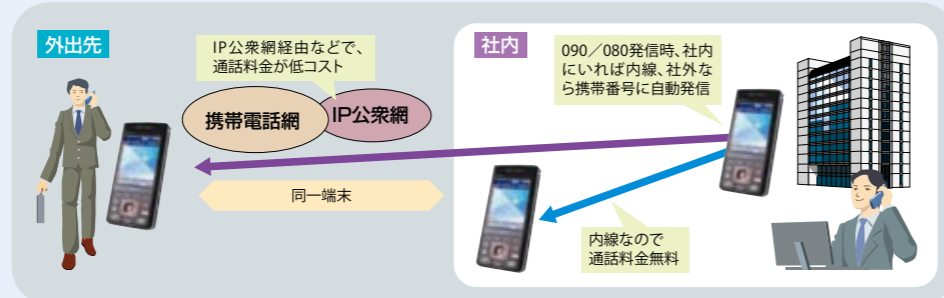 外出先
IP公衆網経由などで、
通話料金が低コスト
携帯電話網
IP公衆網
同一端末
社内
090／080発信時、社内
にいれば内線、社外な
ら携帯番号に自動発信
内線なので
通話料金無料